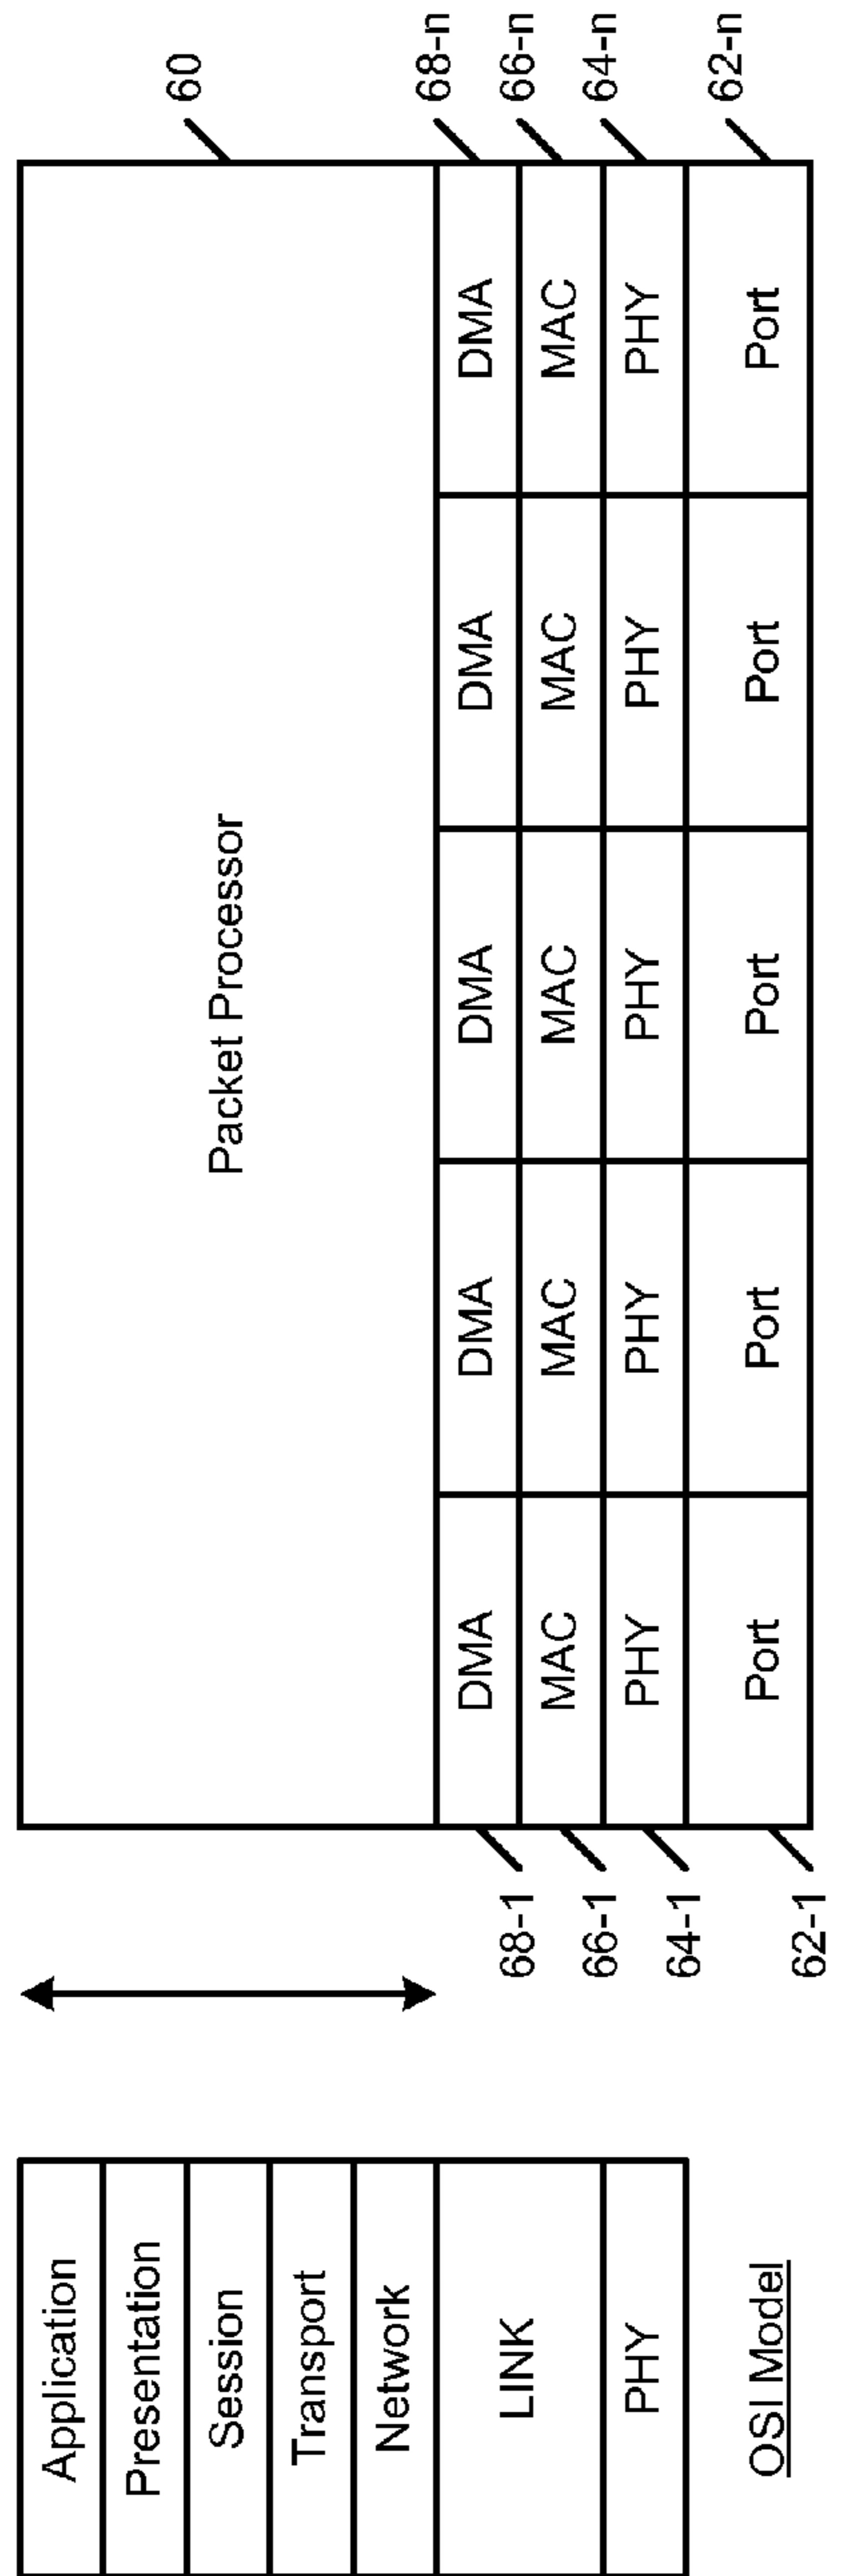 Application
Presentation
Session
Transport
Network
LINK
PHY
OSI Model
Packet Processor
60
DMA DMA DMA DMA DMA
68-1
68-n
MAC MAC MAC MAC MAC
66-1
66-n
PHY PHY PHY PHY PHY
64-1
64-n
Port Port Port Port Port
62-1
62-n